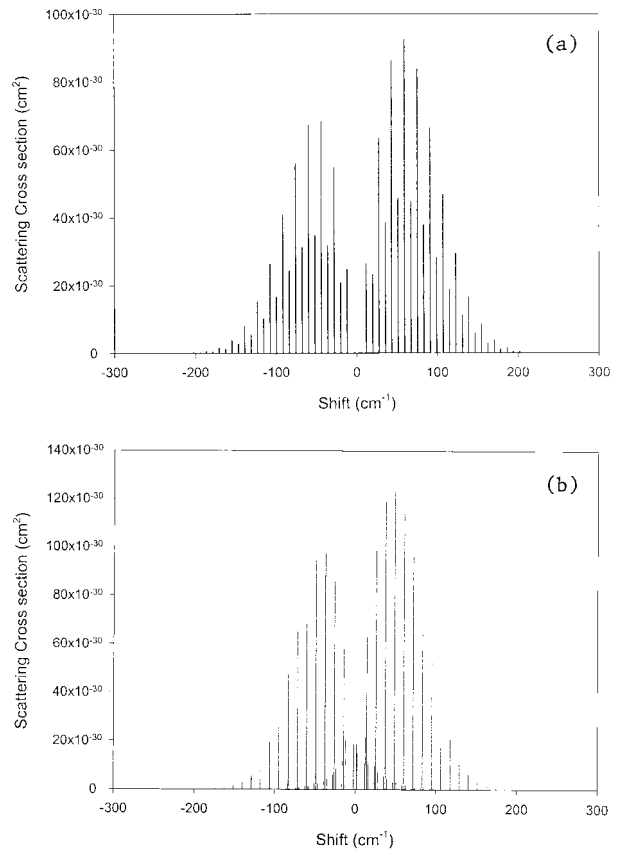 (a)
Scattering Cross section (cm²)
100x10⁻³⁰
80x10⁻³⁰
60x10⁻³⁰
40x10⁻³⁰
20x10⁻³⁰
0
-300 -200 -100 0 100 200 300
Shift (cm⁻¹)
(b)
Scattering Cross section (cm²)
140x10⁻³⁰
120x10⁻³⁰
100x10⁻³⁰
80x10⁻³⁰
60x10⁻³⁰
40x10⁻³⁰
20x10⁻³⁰
0
-300 -200 -100 0 100 200 300
Shift (cm⁻¹)